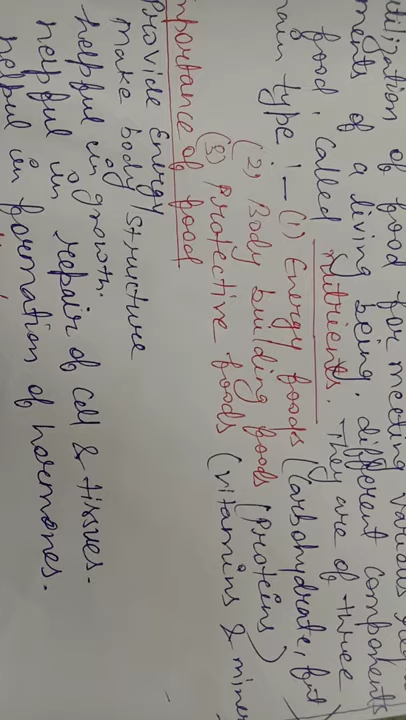 utilization of food for meeting various
ments of a living being. different components
food called nutrients. They are of three
main type :- (1) Energy foods (Carbohydrate, fat)
(2) Body building foods (proteins)
(3) protective foods (vitamins & miner
mportance of food
provide Energy
make body structure
helpful in growth.
helpful in repair of cell & tissues.
helpful in formation of hormones.